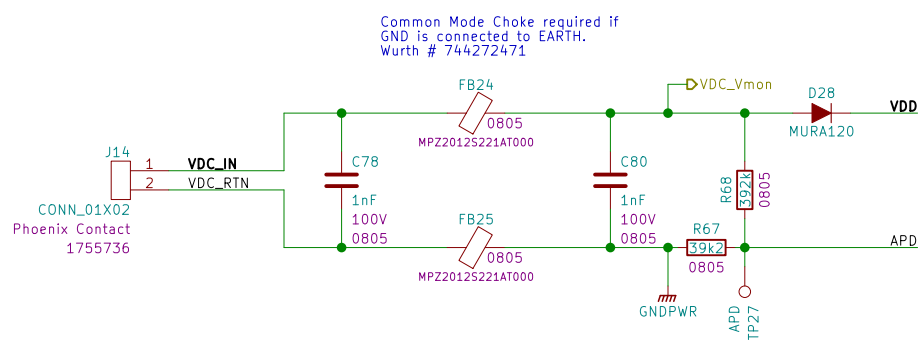 Common Mode Choke required if
GND is connected to EARTH.
Wurth # 744272471
FB24
0805
MPZ2012S221AT000
VDC_Vmon
D28
MURA120
VDD
J14
1
2
VDC_IN
VDC_RTN
CONN_01X02
Phoenix Contact
1755736
C78
1nF
100V
0805
C80
1nF
100V
0805
R68
392k
0805
FB25
0805
MPZ2012S221AT000
R67
39k2
0805
APD
GNDPWR
APD
TP27